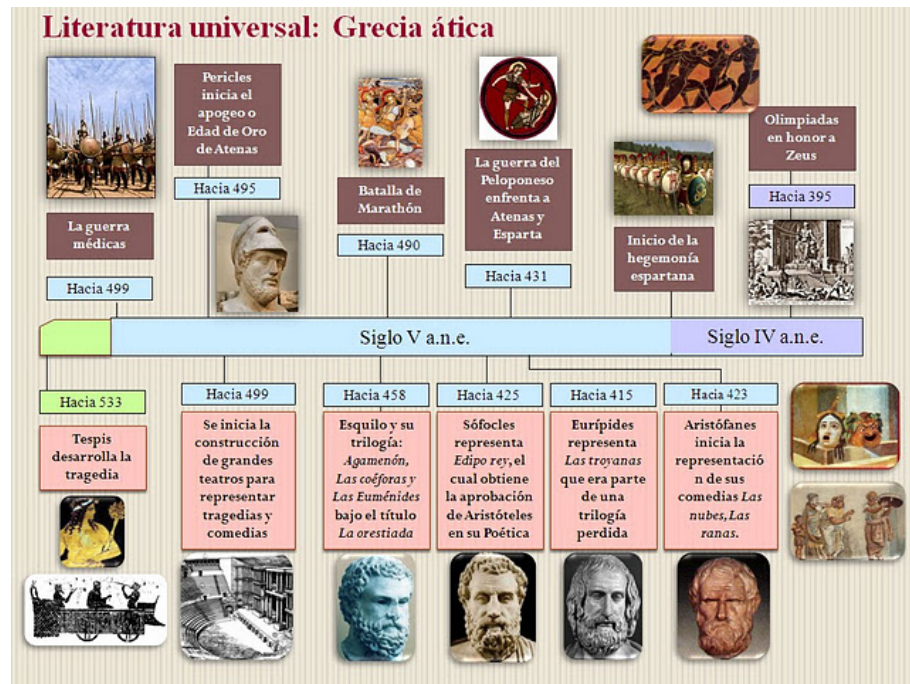 Literatura universal: Grecia ática
Pericles
inicia el
apogeo o
Edad de Oro
de Atenas
Hacia 495
La guerra
médicas
Hacia 499
Batalla de
Marathón
Hacia 490
La guerra del
Peloponeso
enfrenta a
Atenas y
Esparta
Hacia 431
Inicio de la
hegemonía
espartana
Olimpiadas
en honor a
Zeus
Hacia 395
Siglo V a.n.e.
Siglo IV a.n.e.
Hacia 533
Tespis
desarrolla la
tragedia
Hacia 499
Se inicia la
construcción
de grandes
teatros para
representar
tragedias y
comedias
Hacia 458
Esquilo y su
trilogía:
Agamenón,
Las coéforas y
Las Euménides
bajo el título
La orestiada
Hacia 425
Sófocles
representa
Edipo rey, el
cual obtiene
la aprobación
de Aristóteles
en su Poética
Hacia 415
Eurípides
representa
Las troyanas
que era parte
de una
trilogía
perdida
Hacia 423
Aristófanes
inicia la
representació
n de sus
comedias Las
nubes, Las
ranas.